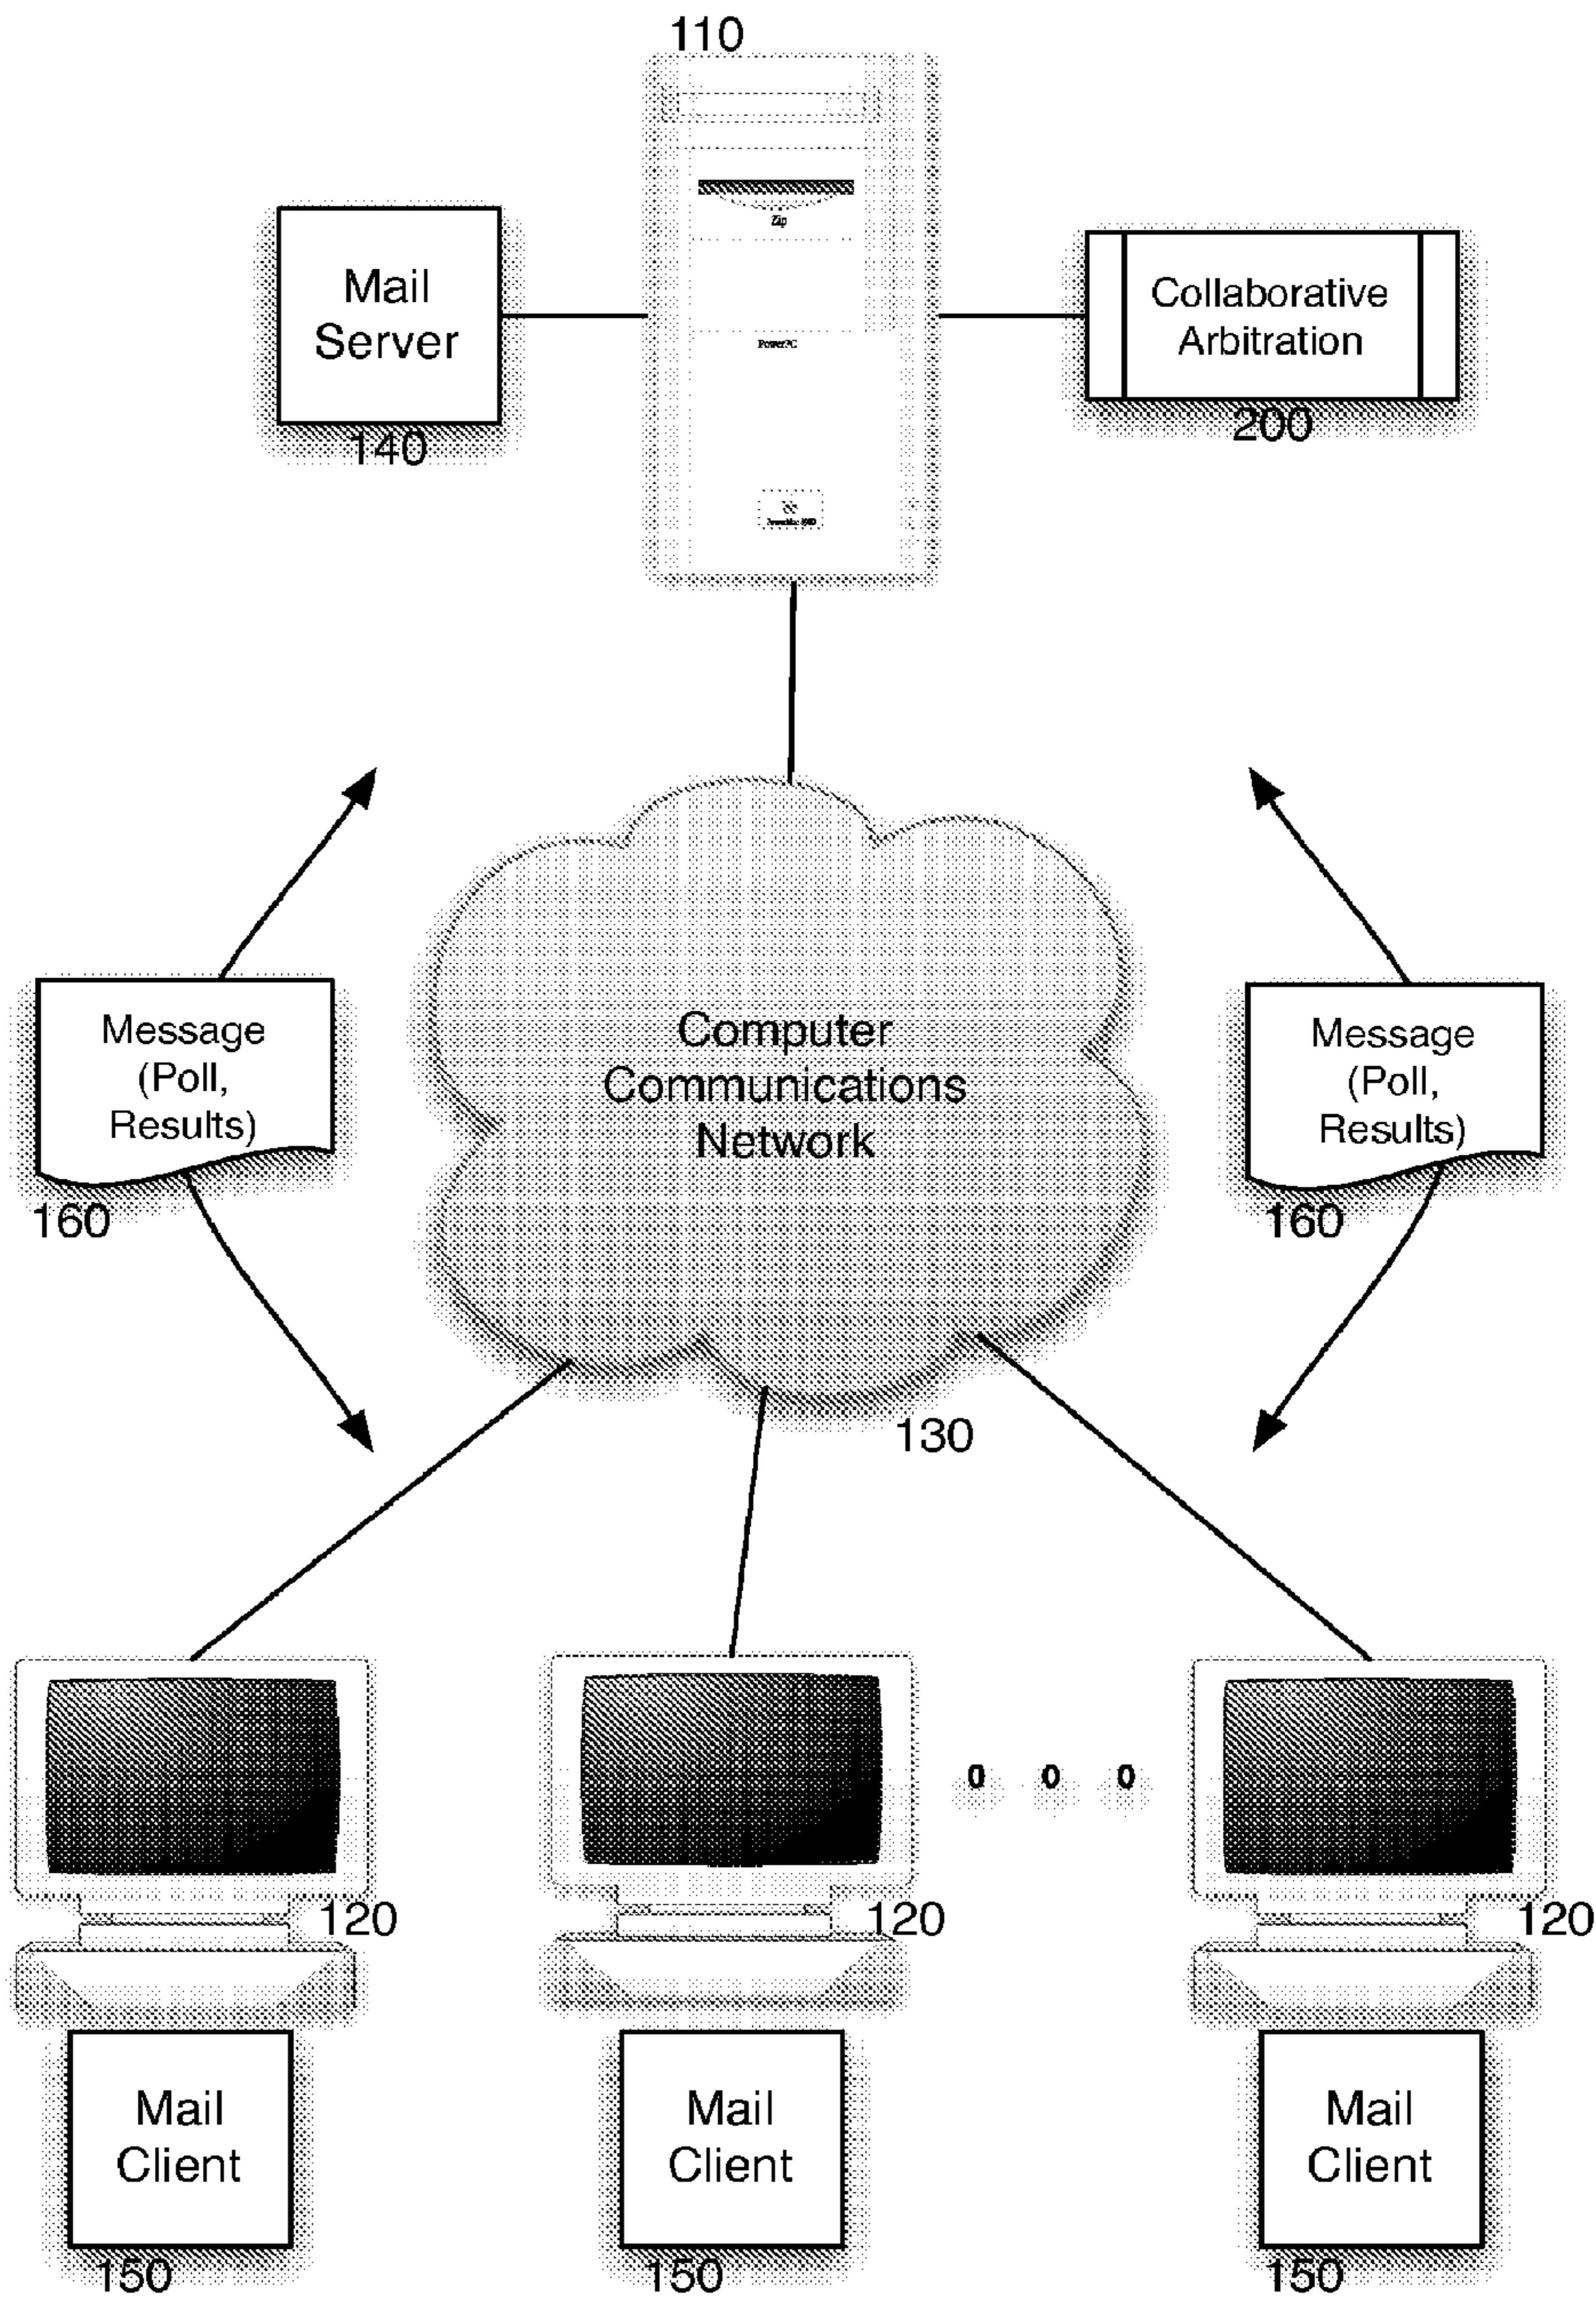 110
Zip
PowerPC
Mail
Server
140
Collaborative
Arbitration
200
Message
(Poll,
Results)
160
Computer
Communications
Network
130
Message
(Poll,
Results)
160
120
120
120
Mail
Client
150
Mail
Client
150
Mail
Client
150